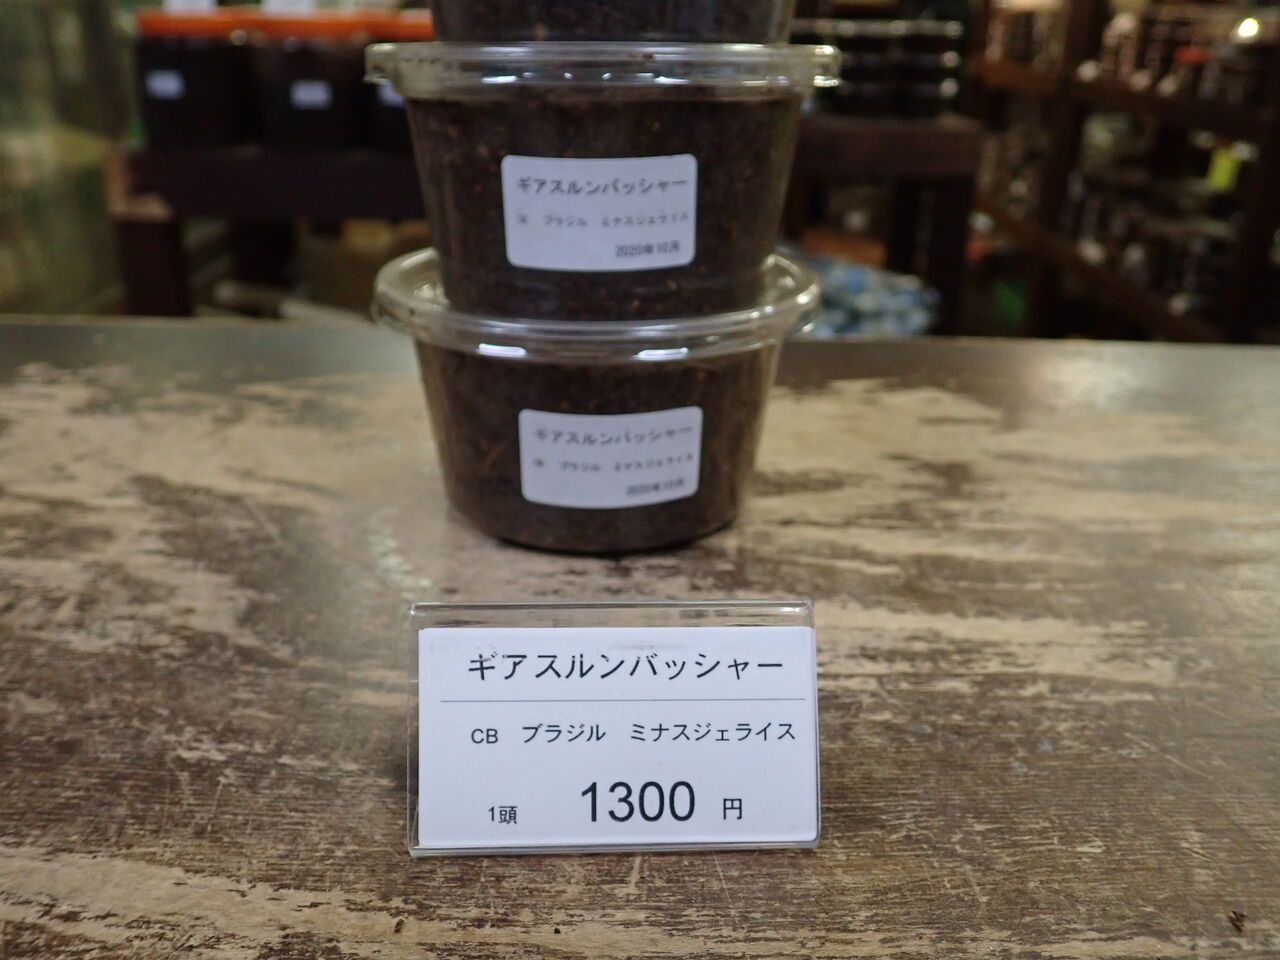 ギアスルンバッシャー
ブラジル　ミナスジェライス
2020年10月
ギアスルンバッシャー
ブラジル　ミナスジェライス
2020年10月
ギアスルンバッシャー
CB　ブラジル　ミナスジェライス
1頭　1300 円